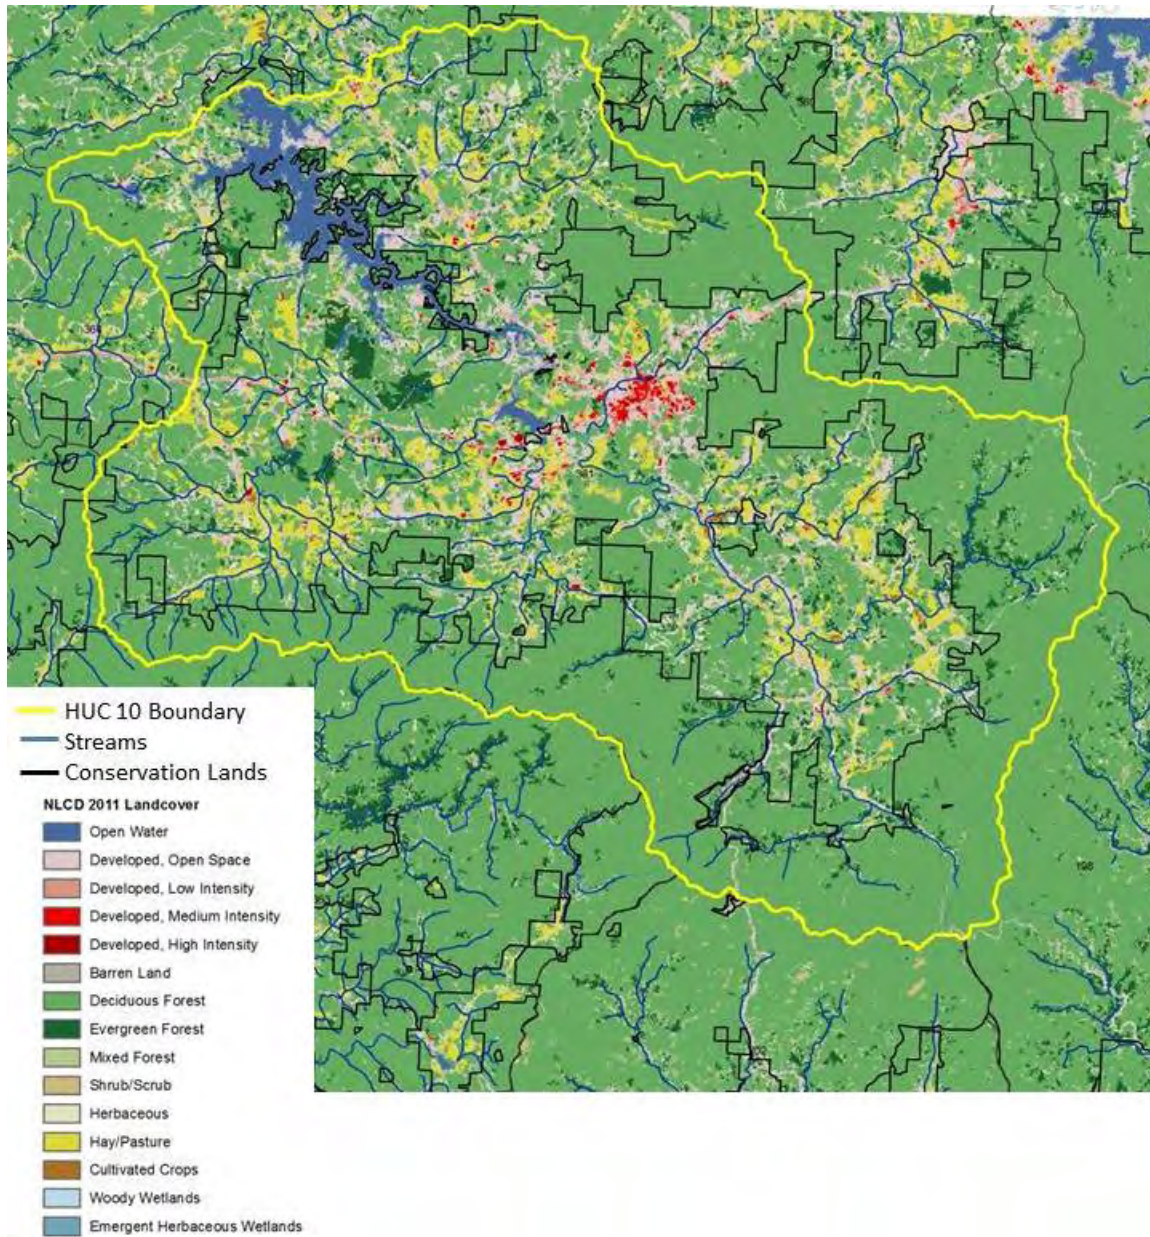 HUC 10 Boundary
Streams
Conservation Lands
NLCD 2011 Landcover
Open Water
Developed, Open Space
Developed, Low Intensity
Developed, Medium Intensity
Developed, High Intensity
Barren Land
Deciduous Forest
Evergreen Forest
Mixed Forest
Shrub/Scrub
Herbaceous
Hay/Pasture
Cultivated Crops
Woody Wetlands
Emergent Herbaceous Wetlands